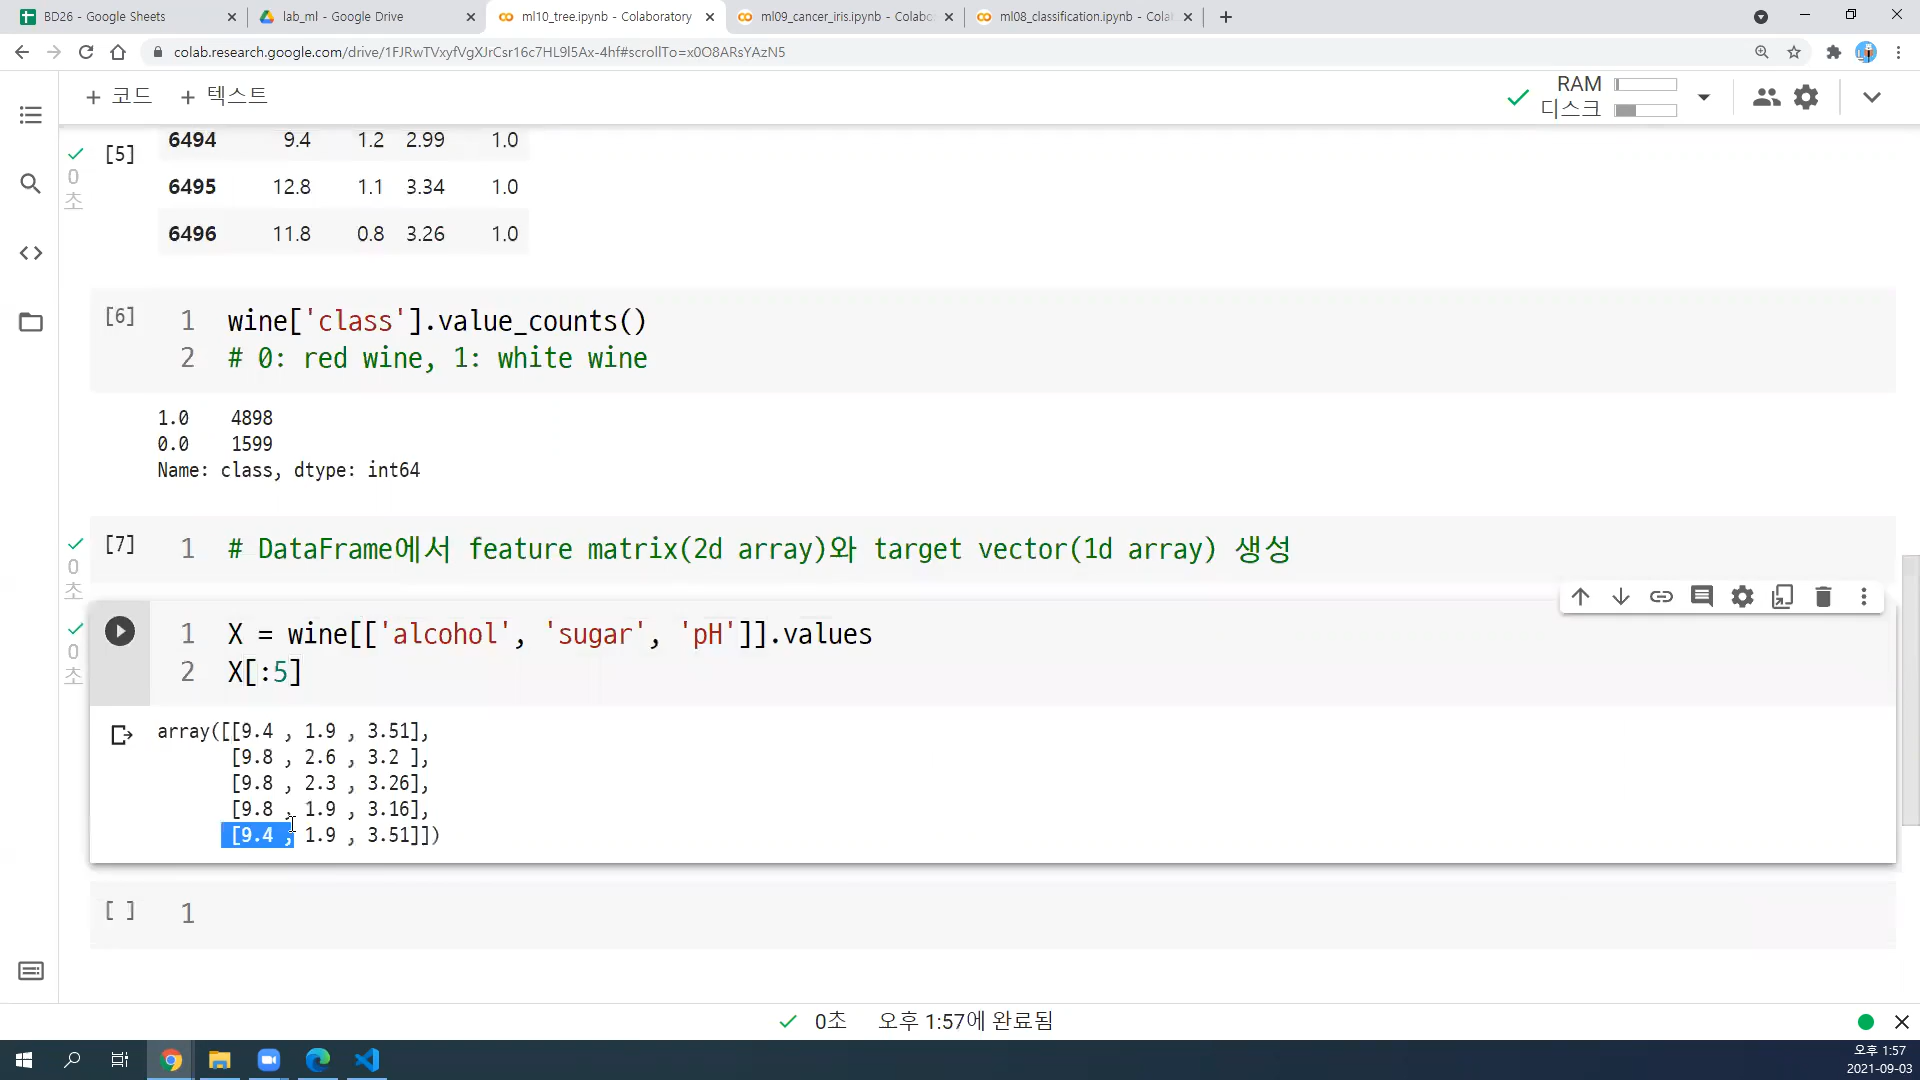 BD26 - Google Sheets
lab_ml - Google Drive
ml10_tree.ipynb - Colaboratory
ml09_cancer_iris.ipynb - Colabo
ml08_classification.ipynb - Cola
colab.research.google.com/drive/1FJRwTVxyfVgXJrCsr16c7HL9l5Ax-4hf#scrollTo=x0O8ARsYAzN5
+ 코드 + 텍스트
RAM
디스크
[5]
0
초
6494 9.4 1.2 2.99 1.0
6495 12.8 1.1 3.34 1.0
6496 11.8 0.8 3.26 1.0
[6]
1 wine['class'].value_counts()
2 # 0: red wine, 1: white wine
1.0 4898
0.0 1599
Name: class, dtype: int64
[7]
0
초
1 # DataFrame에서 feature matrix(2d array)와 target vector(1d array) 생성
0
초
1 X = wine[['alcohol', 'sugar', 'pH']].values
2 X[:5]
array([[9.4 , 1.9 , 3.51],
[9.8 , 2.6 , 3.2 ],
[9.8 , 2.3 , 3.26],
[9.8 , 1.9 , 3.16],
[9.4 , 1.9 , 3.51]])
[ ] 1
0초 오후 1:57에 완료됨
오후 1:57
2021-09-03